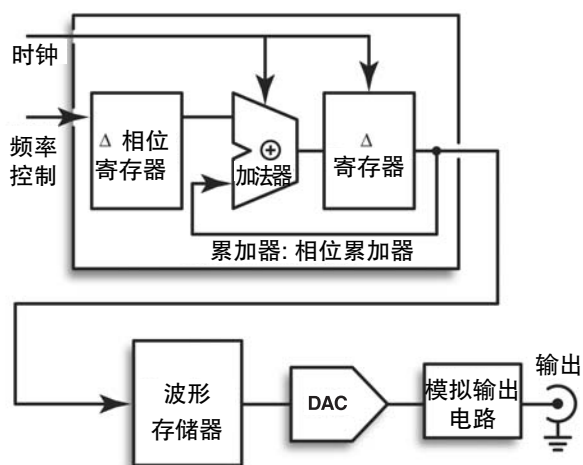 时钟
频率
控制
Δ 相位
寄存器
加法器
Δ
寄存器
累加器: 相位累加器
波形
存储器
DAC
模拟输出
电路
输出